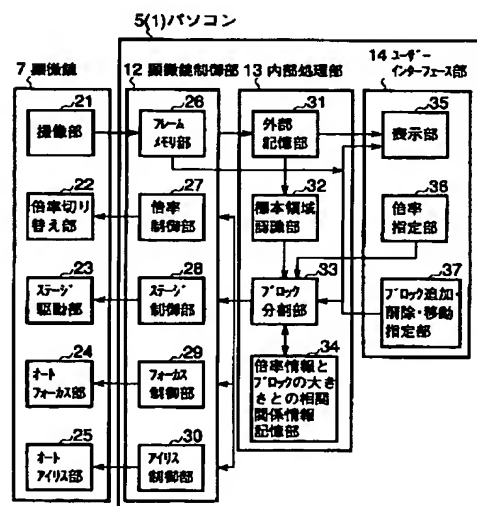 5(1)パソコン
7 顕微鏡
12 顕微鏡制御部
13 内部処理部
14 ユーザー
インターフェース部
21
撮像部
22
倍率切り
替え部
23
ステージ
駆動部
24
オート
フォーカス部
25
オート
アイリス部
26
フレーム
メモリ部
27
倍率
制御部
28
ステージ
制御部
29
フォーカス
制御部
30
アイリス
制御部
31
外部
記憶部
32
標本領域
認識部
33
ブロック
分割部
34
倍率情報と
ブロックの大き
さとの相関
関係情報
記憶部
35
表示部
36
倍率
指定部
37
ブロック追加・
削除・移動
指定部